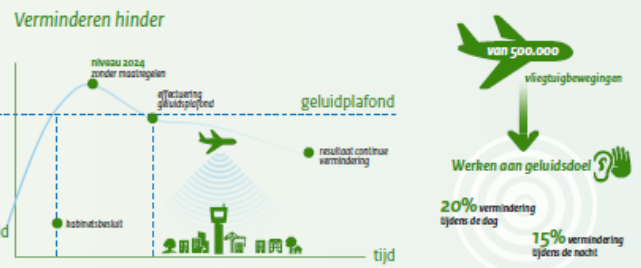 Verminderen hinder
niveau 2024
zonder maatregelen
effectuering
geluidsplafond
geluidplafond
resultaat continue
vermindering
kabinetsbesluit
d
tijd
van 500.000
vliegtuigbewegingen
Werken aan geluidsdoel
20% vermindering
tijdens de dag
15% vermindering
tijdens de nacht